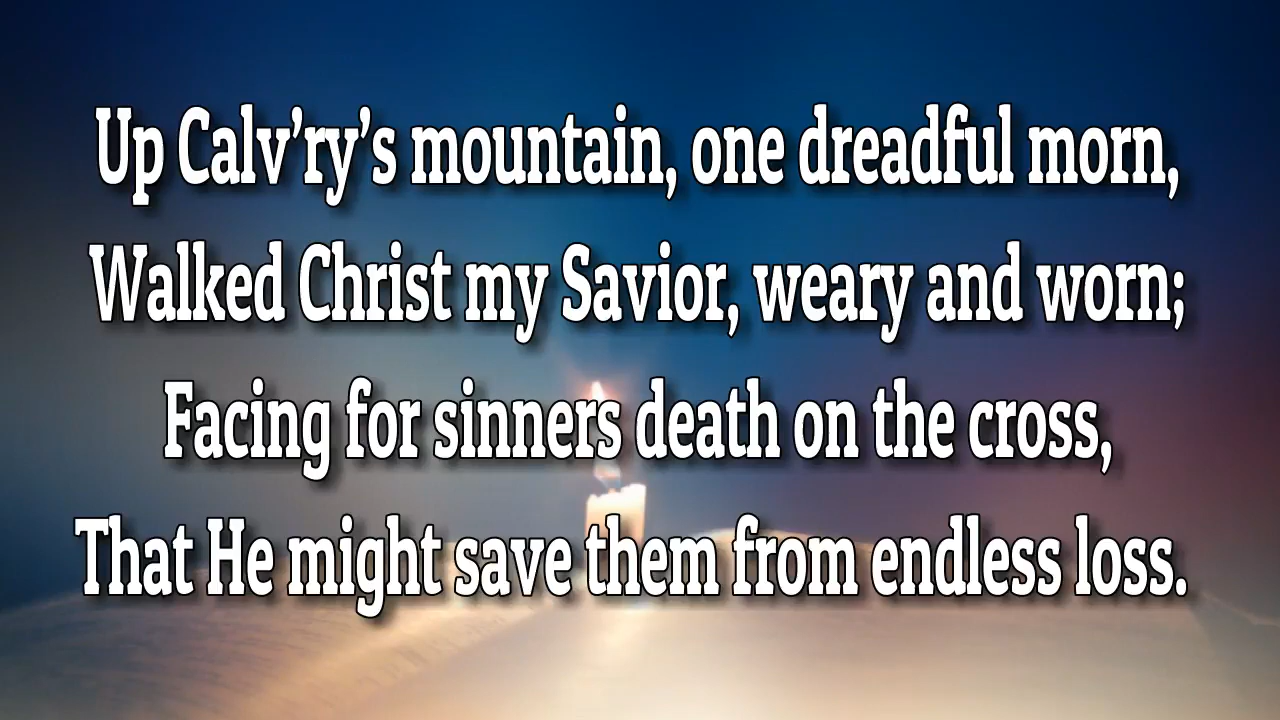 Up Calv’ry’s mountain, one dreadful morn,
Walked Christ my Savior, weary and worn;
Facing for sinners death on the cross,
That He might save them from endless loss.